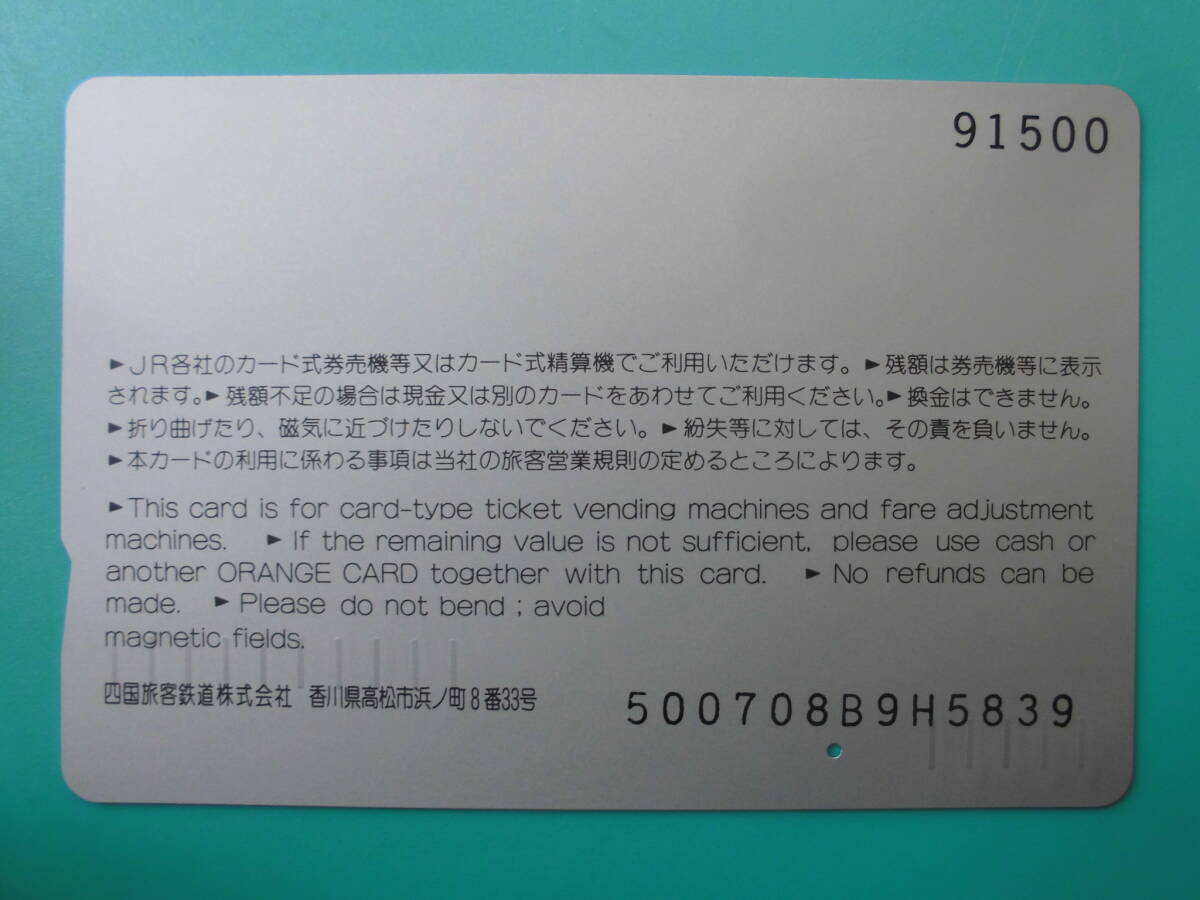 91500
►JR各社のカード式券売機等又はカード式精算機でご利用いただけます。►残額は券売機等に表示
されます。►残額不足の場合は現金又は別のカードをあわせてご利用ください。►換金はできません。
►折り曲げたり、磁気に近づけたりしないでください。►紛失等に対しては、その責を負いません。
►本カードの利用に係わる事項は当社の旅客営業規則の定めるところによります。
►This card is for card-type ticket vending machines and fare adjustment
machines. ►If the remaining value is not sufficient, please use cash or
another ORANGE CARD together with this card. ►No refunds can be
made. ►Please do not bend ; avoid
magnetic fields.
四国旅客鉄道株式会社 香川県高松市浜ノ町8番33号
500708B9H5839